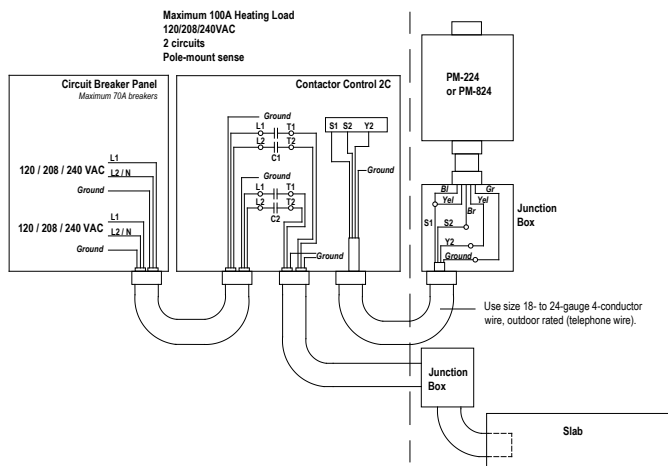 Maximum 100A Heating Load
120/208/240VAC
2 circuits
Pole-mount sense
Circuit Breaker Panel
Maximum 70A breakers
L1
120 / 208 / 240 VAC
L2 / N
Ground
L1
120 / 208 / 240 VAC
L2 / N
Ground
Contactor Control 2C
Ground
L1
T1
L2
T2
C1
Ground
L1
T1
L2
T2
C2
Ground
S1 S2 Y2
Ground
PM-224
or PM-824
Bl
Gr
Yel
Yel
Br
S1
S2
Y2
Ground
Junction
Box
Use size 18- to 24-gauge 4-conductor
wire, outdoor rated (telephone wire).
Junction
Box
Slab